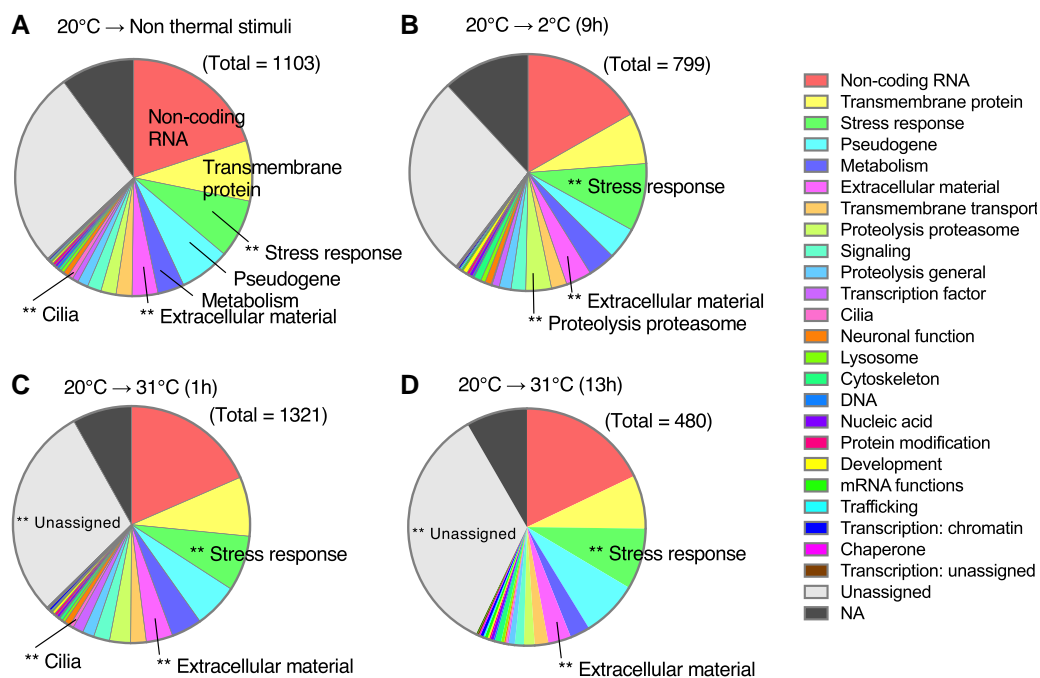 A
20°C → Non thermal stimuli
(Total = 1103)
Non-coding
RNA
Transmembrane
protein
** Stress response
Pseudogene
Metabolism
** Extracellular material
** Cilia
B
20°C → 2°C (9h)
(Total = 799)
** Stress response
** Extracellular material
** Proteolysis proteasome
C
20°C → 31°C (1h)
(Total = 1321)
** Unassigned
** Stress response
** Cilia
** Extracellular material
D
20°C → 31°C (13h)
(Total = 480)
** Unassigned
** Stress response
** Extracellular material
Non-coding RNA
Transmembrane protein
Stress response
Pseudogene
Metabolism
Extracellular material
Transmembrane transport
Proteolysis proteasome
Signaling
Proteolysis general
Transcription factor
Cilia
Neuronal function
Lysosome
Cytoskeleton
DNA
Nucleic acid
Protein modification
Development
mRNA functions
Trafficking
Transcription: chromatin
Chaperone
Transcription: unassigned
Unassigned
NA